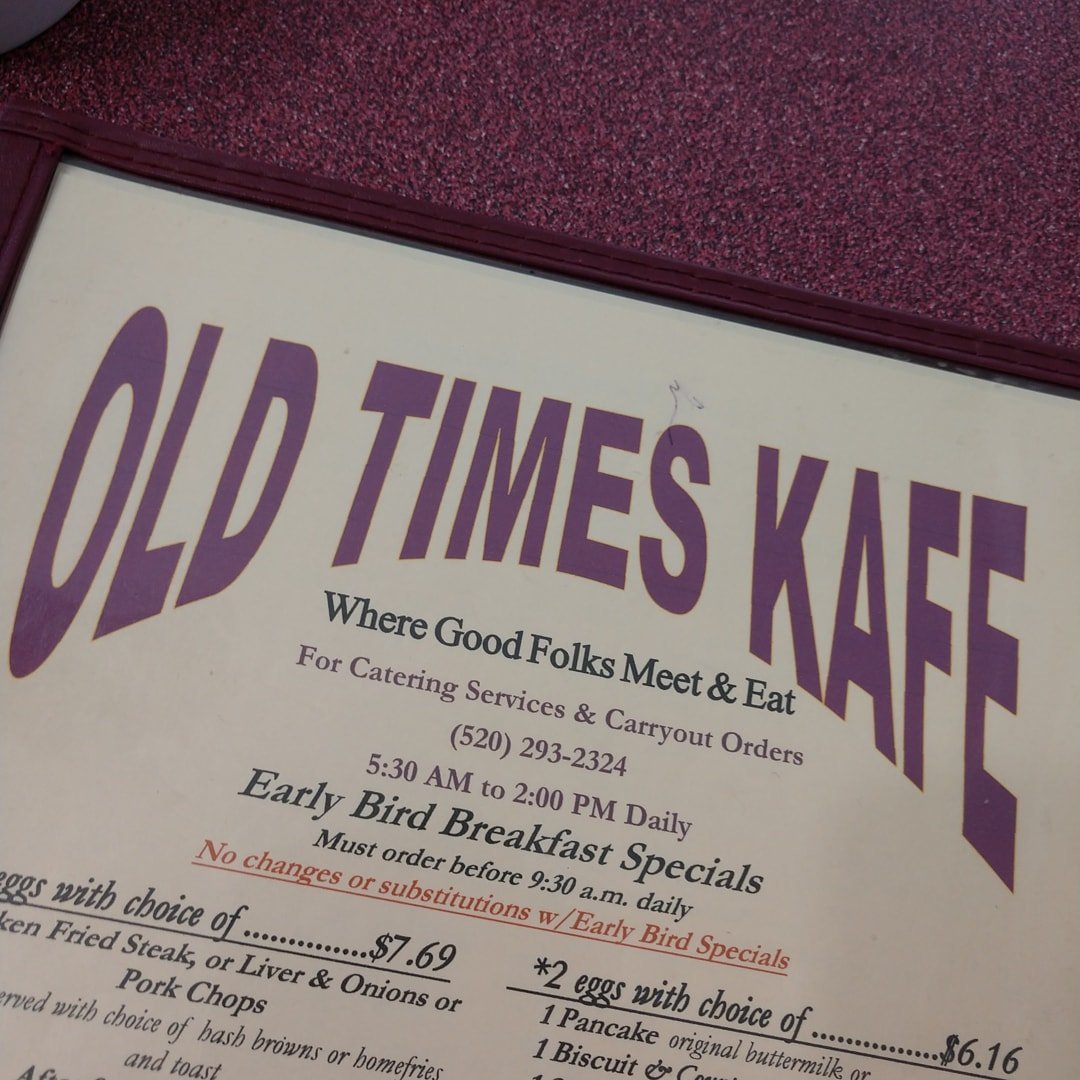 OLD TIMES KAFE
Where Good Folks Meet & Eat
For Catering Services & Carryout Orders
(520) 293-2324
5:30 AM to 2:00 PM Daily
Early Bird Breakfast Specials
Must order before 9:30 a.m. daily
No changes or substitutions w/Early Bird Specials
eggs with choice of ..............$7.69
Fried Steak, or Liver & Onions or
Pork Chops
served with choice of hash browns or homefries
and toast
*2 eggs with choice of ..............$6.16
1 Pancake original buttermilk or
1 Biscuit &